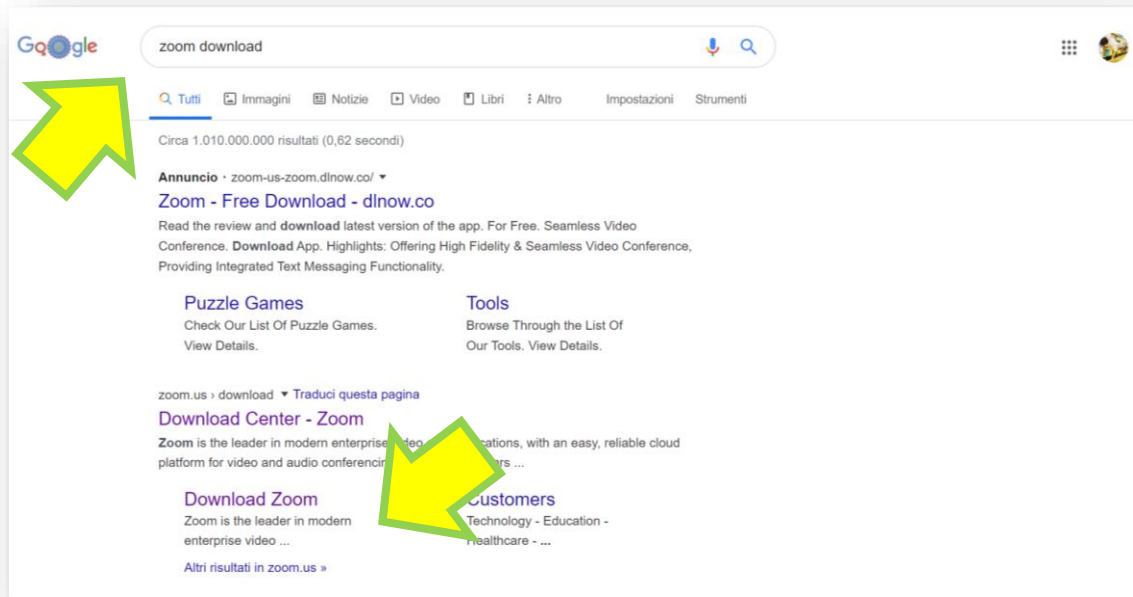 Google
zoom download
Tutti Immagini Notizie Video Libri Altro Impostazioni Strumenti
Circa 1.010.000.000 risultati (0,62 secondi)
Annuncio · zoom-us-zoom.dlnow.co/
Zoom - Free Download - dlnow.co
Read the review and download latest version of the app. For Free. Seamless Video
Conference. Download App. Highlights: Offering High Fidelity & Seamless Video Conference,
Providing Integrated Text Messaging Functionality.
Puzzle Games
Check Our List Of Puzzle Games.
View Details.
Tools
Browse Through the List Of
Our Tools. View Details.
zoom.us › download Traduci questa pagina
Download Center - Zoom
Zoom is the leader in modern enterprise with an easy, reliable cloud
platform for video and audio ...
Download Zoom
Zoom is the leader in modern
enterprise video ...
Altri risultati in zoom.us »
Customers
Technology - Education -
Healthcare - ...